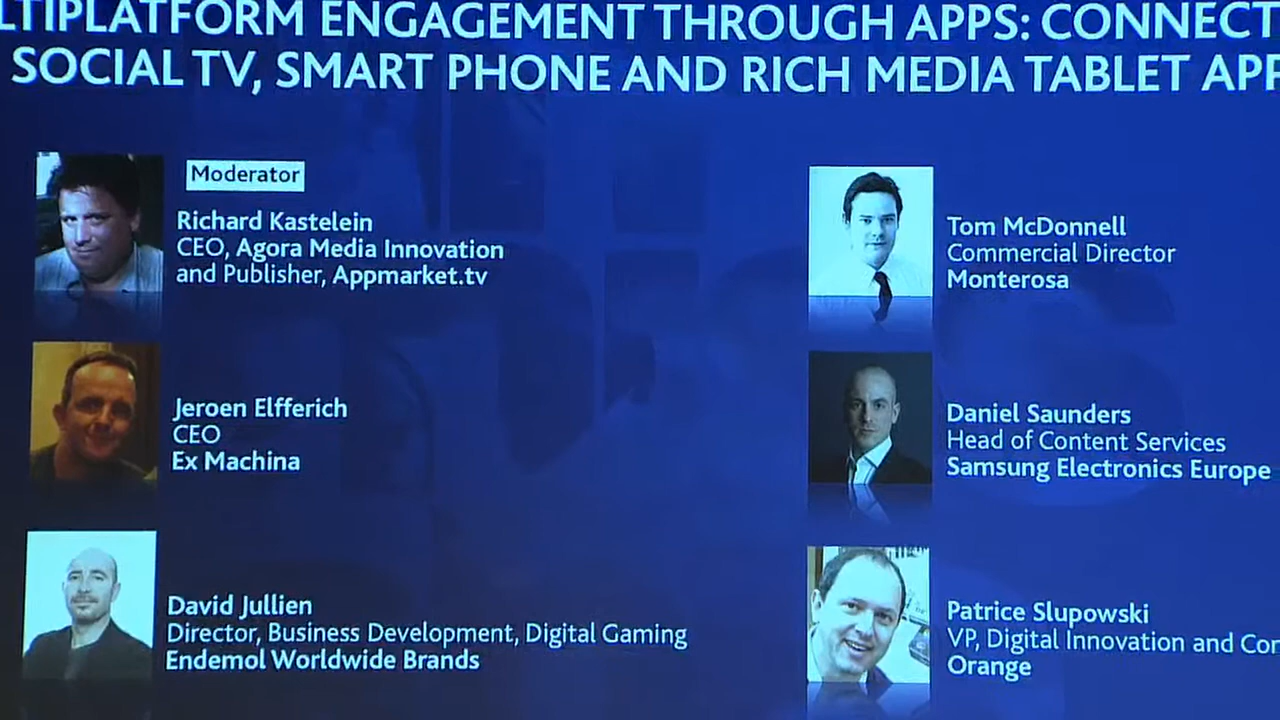 LTIPLATFORM ENGAGEMENT THROUGH APPS: CONNECT
SOCIAL TV, SMART PHONE AND RICH MEDIA TABLET APP
Moderator
Richard Kastelein
CEO, Agora Media Innovation
and Publisher, Appmarket.tv
Jeroen Elfferich
CEO
Ex Machina
David Jullien
Director, Business Development, Digital Gaming
Endemol Worldwide Brands
Tom McDonnell
Commercial Director
Monterosa
Daniel Saunders
Head of Content Services
Samsung Electronics Europe
Patrice Slupowski
VP, Digital Innovation and Com
Orange